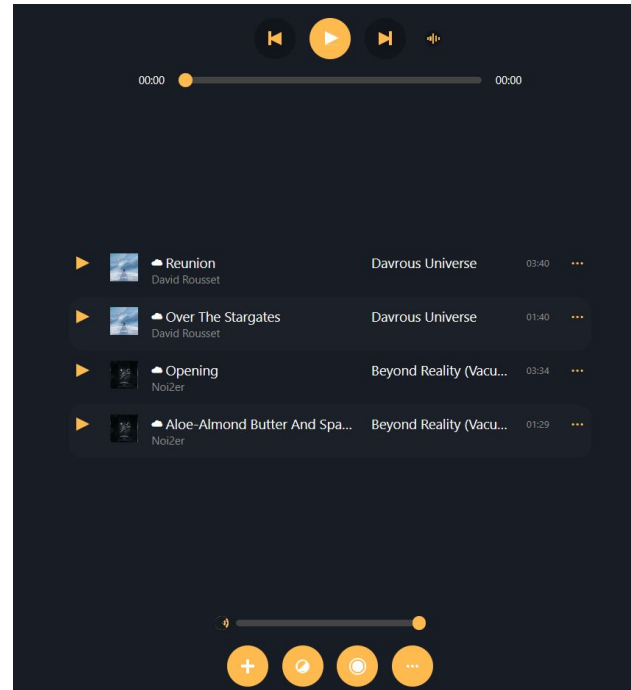 00:00 00:00
Reunion Davrous Universe 03:40
David Rousset
Over The Stargates Davrous Universe 01:40
David Rousset
Opening Beyond Reality (Vacu... 03:34
Noi2er
Aloe-Almond Butter And Spa... Beyond Reality (Vacu... 01:29
Noi2er